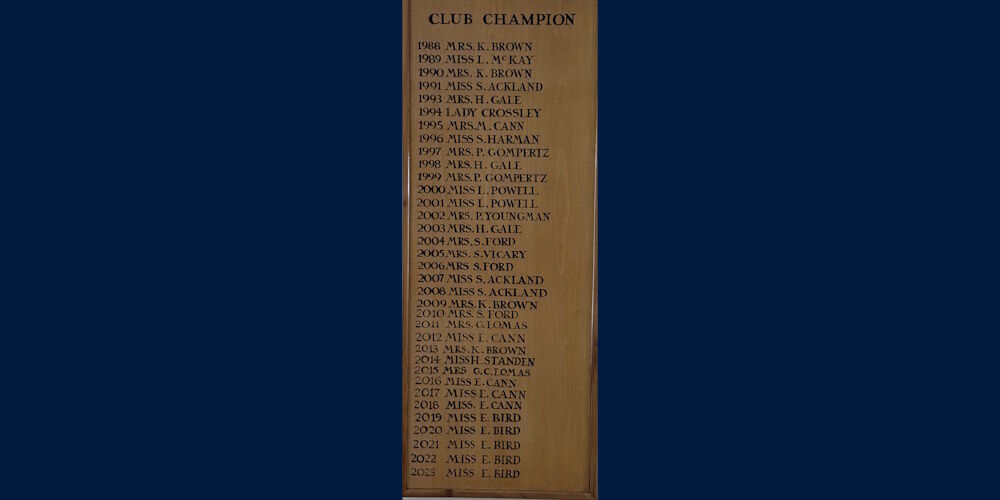 CLUB CHAMPION
1988 MRS. K. BROWN
1989 MISS L. McKAY
1990 MRS. K. BROWN
1991 MISS S. ACKLAND
1993 MRS. H. GALE
1994 LADY CROSSLEY
1995 MRS. M. CANN
1996 MISS S. HARMAN
1997 MRS. P. GOMPERTZ
1998 MRS. H. GALE
1999 MRS. P. GOMPERTZ
2000 MISS L. POWELL
2001 MISS L. POWELL
2002 MRS. P. YOUNGMAN
2003 MRS. H. GALE
2004 MRS. S. FORD
2005 MRS. S. VICARY
2006 MRS S. FORD
2007 MISS S. ACKLAND
2008 MISS S. ACKLAND
2009 MRS. K. BROWN
2010 MRS. S. FORD
2011 MRS. G. LOMAS
2012 MISS E. CANN
2013 MRS. K. BROWN
2014 MISS H. STANDEN
2015 MRS G.C. LOMAS
2016 MISS E. CANN
2017 MISS E. CANN
2018 MISS. E. CANN
2019 MISS E. BIRD
2020 MISS E. BIRD
2021 MISS E. BIRD
2022 MISS E. BIRD
2023 MISS E. BIRD